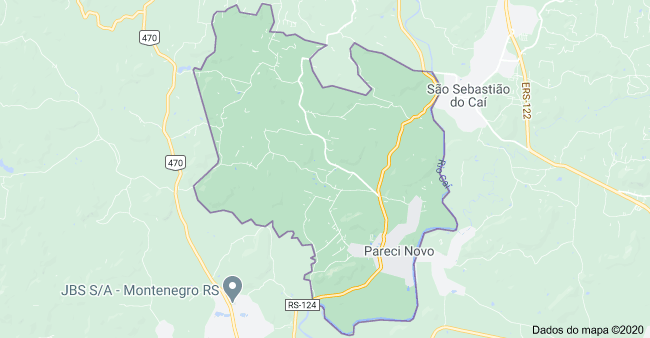 470
São Sebastião
do Caí
ERS-122
470
Rio Caí
Pareci Novo
JBS S/A - Montenegro RS
RS-124
Dados do mapa ©2020